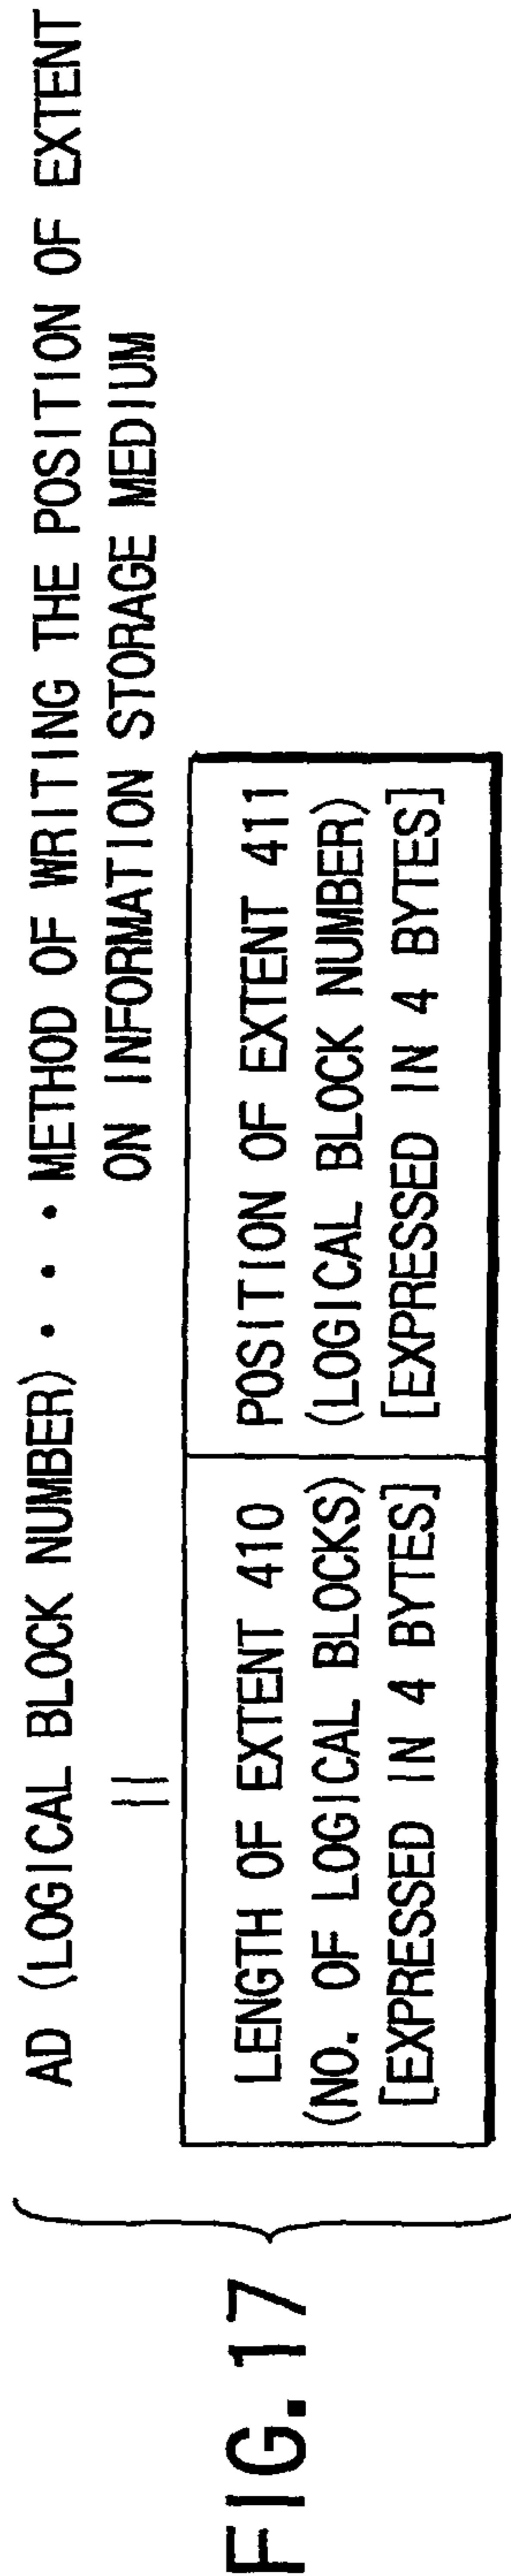 FIG. 17
AD (LOGICAL BLOCK NUMBER) • • • METHOD OF WRITING THE POSITION OF EXTENT
ON INFORMATION STORAGE MEDIUM
||
LENGTH OF EXTENT 410
(NO. OF LOGICAL BLOCKS)
[EXPRESSED IN 4 BYTES]
POSITION OF EXTENT 411
(LOGICAL BLOCK NUMBER)
[EXPRESSED IN 4 BYTES]